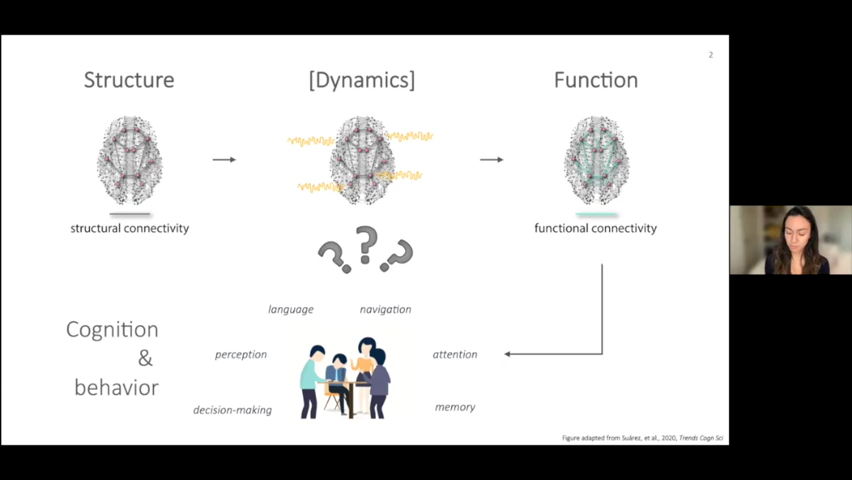 2
Structure
[Dynamics]
Function
structural connectivity
functional connectivity
???
language
navigation
Cognition
&
behavior
perception
attention
decision-making
memory
Figure adapted from Suárez, et al., 2020, Trends Cogn Sci